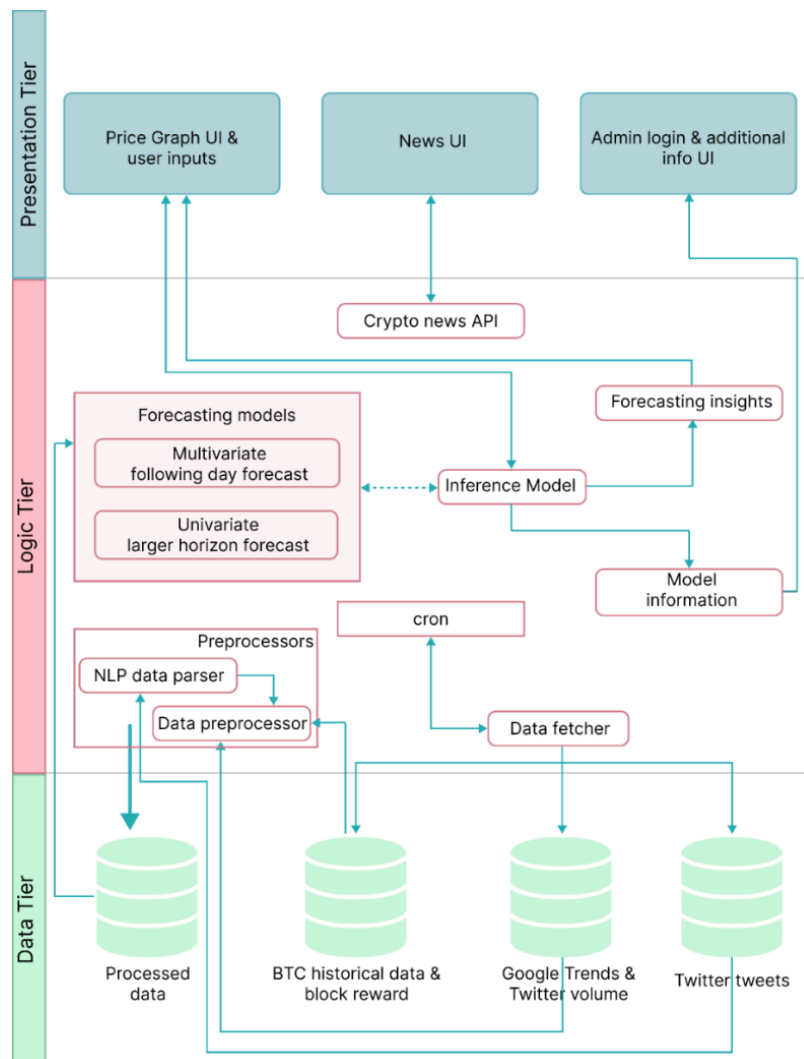 Presentation Tier
Price Graph UI &
user inputs
News UI
Admin login & additional
info UI
Logic Tier
Crypto news API
Forecasting models
Multivariate
following day forecast
Univariate
larger horizon forecast
Inference Model
Forecasting insights
Model
information
cron
Preprocessors
NLP data parser
Data preprocessor
Data fetcher
Data Tier
Processed
data
BTC historical data &
block reward
Google Trends &
Twitter volume
Twitter tweets